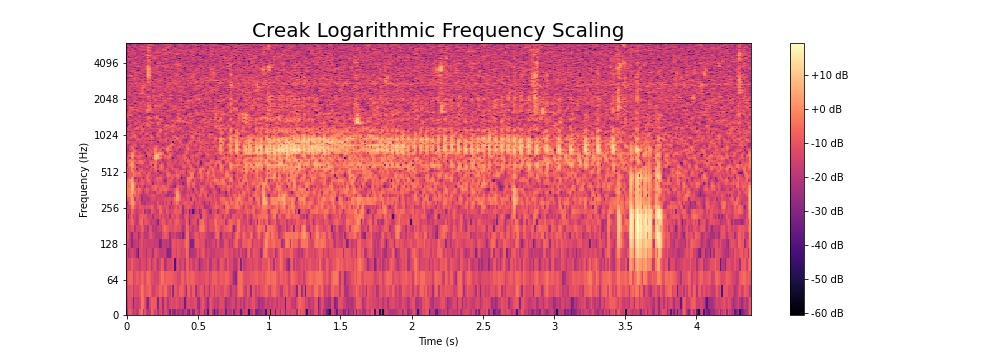 Creak Logarithmic Frequency Scaling
4096
2048
1024
512
256
128
64
0
Frequency (Hz)
0
0.5
1
1.5
2
2.5
3
3.5
4
Time (s)
+10 dB
+0 dB
-10 dB
-20 dB
-30 dB
-40 dB
-50 dB
-60 dB